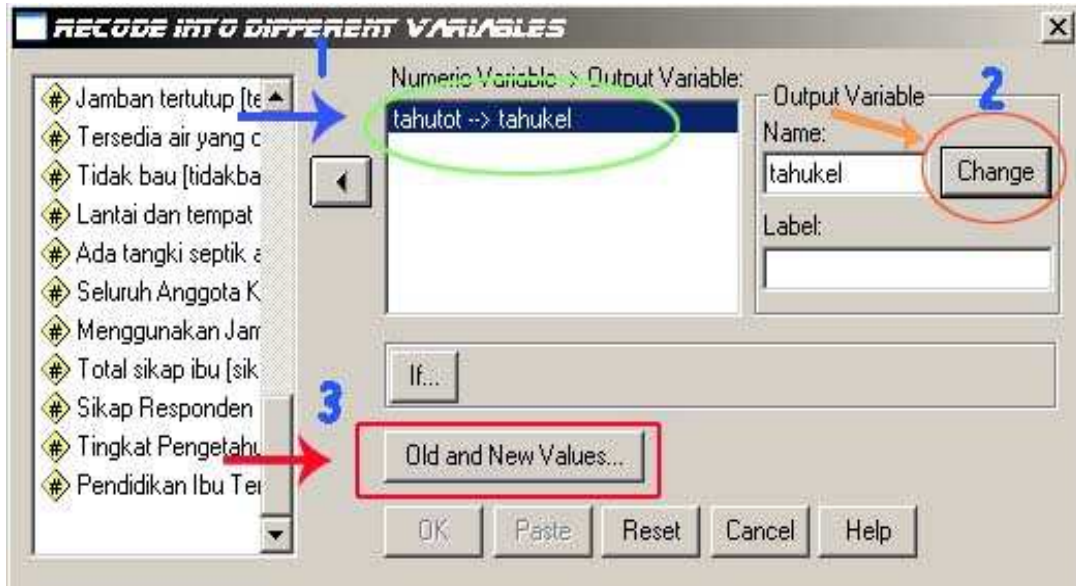 RECODE INTO DIFFERENT VARIABLES
1
Numeric Variable -> Output Variable:
tahutot --> tahukel
Output Variable
2
Name:
tahukel
Change
Label:
# Jamban tertutup [te
# Tersedia air yang c
# Tidak bau [tidakba
# Lantai dan tempat
# Ada tangki septik a
# Seluruh Anggota K
# Menggunakan Jam
# Total sikap ibu [sik
# Sikap Responden
# Tingkat Pengetahu
# Pendidikan Ibu Ter
If...
3
Old and New Values...
OK
Paste
Reset
Cancel
Help